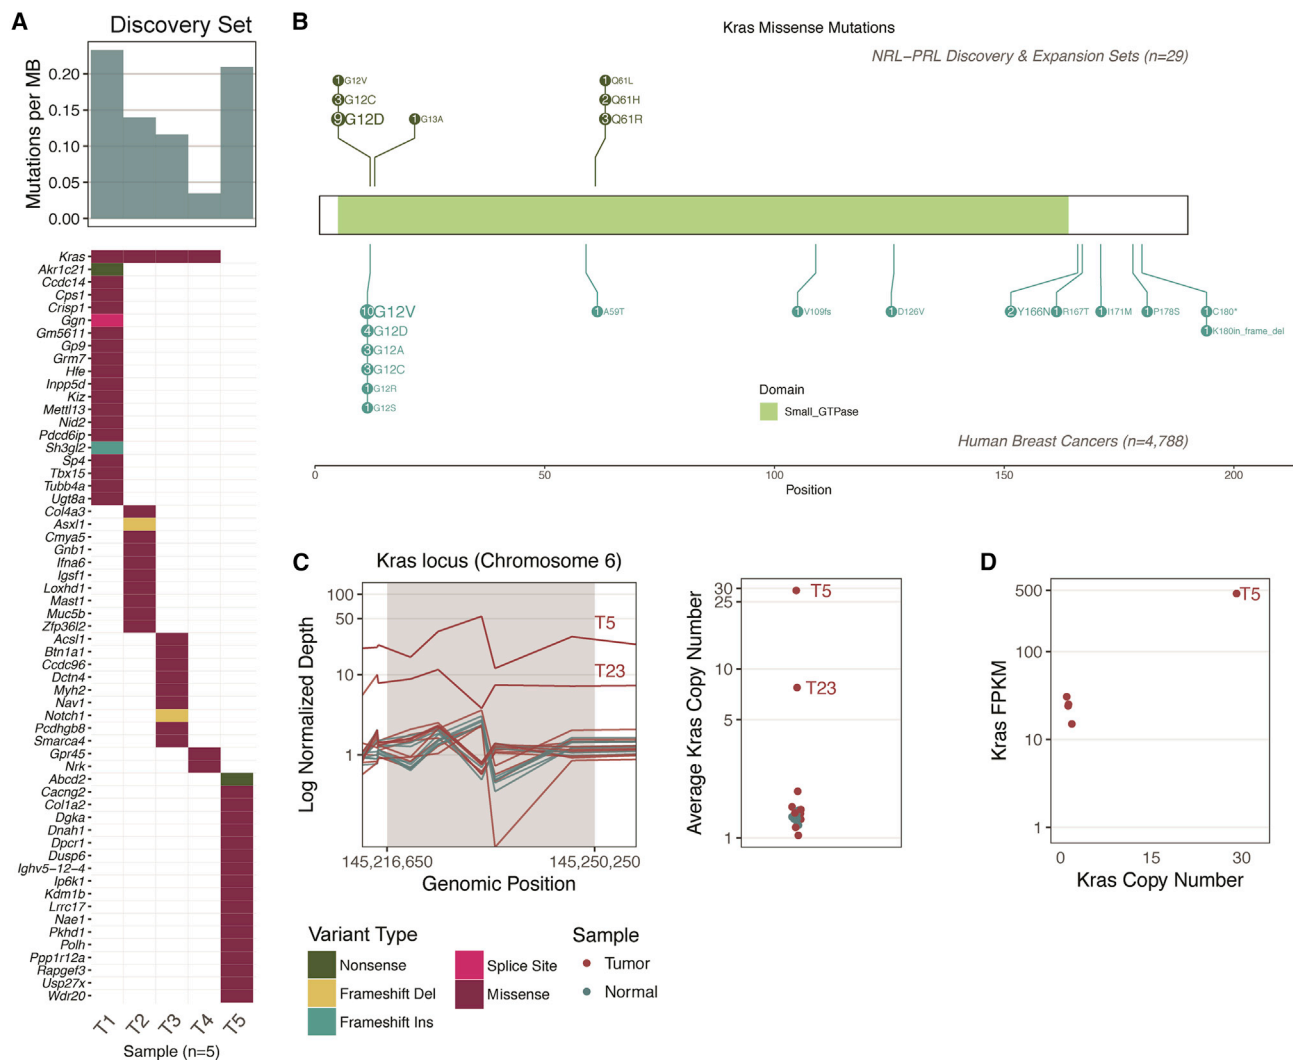 A
Discovery Set
Mutations per MB
0.20
0.15
0.10
0.05
0.00
Kras
Akr1c21
Ccdc14
Cps1
Crisp1
Ggn
Gm5611
Gp9
Grm7
Hfe
Inpp5d
Kiz
Mettl13
Nid2
Pdcd6ip
Sh3gl2
Sp4
Tbx15
Tubb4a
Ugt8a
Col4a3
Asxl1
Cmya5
Gnb1
Ifna6
Igsf1
Loxhd1
Mast1
Muc5b
Zfp36l2
Acsl1
Btn1a1
Ccdc96
Dctn4
Myh2
Nav1
Notch1
Pcdhgb8
Smarca4
Gpr45
Nrk
Abcd2
Cacng2
Col1a2
Dgka
Dnah1
Dpcr1
Dusp6
Ighv5−12−4
Ip6k1
Kdm1b
Lrrc17
Nae1
Pkhd1
Polh
Ppp1r12a
Rapgef3
Usp27x
Wdr20
T1 T2 T3 T4 T5
Sample (n=5)
B
Kras Missense Mutations
NRL−PRL Discovery & Expansion Sets (n=29)
1 G12V
3 G12C
9 G12D
1 G13A
1 Q61L
2 Q61H
3 Q61R
10 G12V
4 G12D
3 G12A
3 G12C
1 G12R
1 G12S
1 A59T
1 V109fs
1 D126V
2 Y166N
1 R167T
1 I171M
1 P178S
1 C180*
1 K180in_frame_del
Domain
Small_GTPase
Human Breast Cancers (n=4,788)
0 50 100 150 200
Position
C
Kras locus (Chromosome 6)
Log Normalized Depth
100
50
10
1
T5
T23
145,216,650 145,250,250
Genomic Position
Average Kras Copy Number
30
25
10
5
1
T5
T23
D
Kras FPKM
500
100
10
1
T5
0 15 30
Kras Copy Number
Variant Type
Nonsense
Frameshift Del
Frameshift Ins
Splice Site
Missense
Sample
Tumor
Normal